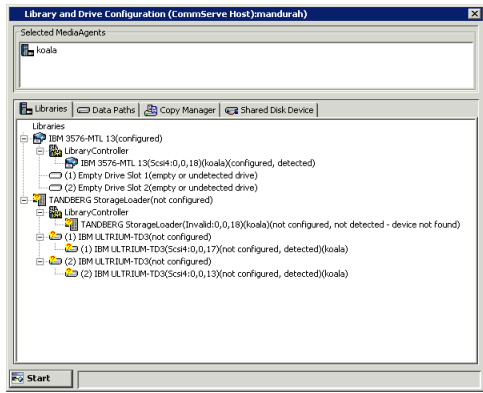 Library and Drive Configuration (CommServe Host):mandurah)
Selected MediaAgents
koala
Libraries Data Paths Copy Manager Shared Disk Device
Libraries
IBM 3576-MTL 13(configured)
LibraryController
IBM 3576-MTL 13(Scsi4:0,0,18)(koala)(configured, detected)
(1) Empty Drive Slot 1(empty or undetected drive)
(2) Empty Drive Slot 2(empty or undetected drive)
TANDBERG StorageLoader(not configured)
LibraryController
TANDBERG StorageLoader(Invalid:0,0,18)(koala)(not configured, not detected - device not found)
(1) IBM ULTRIUM-TD3(not configured)
(1) IBM ULTRIUM-TD3(Scsi4:0,0,17)(not configured, detected)(koala)
(2) IBM ULTRIUM-TD3(not configured)
(2) IBM ULTRIUM-TD3(Scsi4:0,0,13)(not configured, detected)(koala)
Start